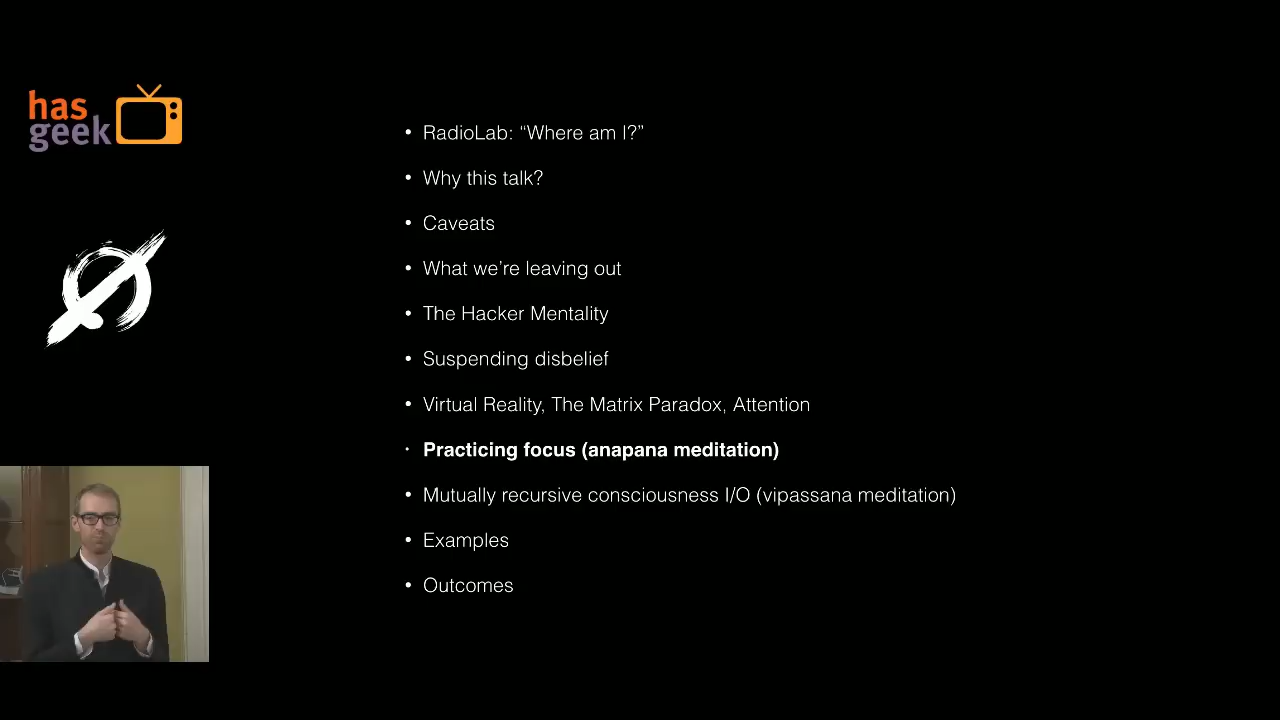 has
geek
• RadioLab: “Where am I?”
• Why this talk?
• Caveats
• What we’re leaving out
• The Hacker Mentality
• Suspending disbelief
• Virtual Reality, The Matrix Paradox, Attention
• Practicing focus (anapana meditation)
• Mutually recursive consciousness I/O (vipassana meditation)
• Examples
• Outcomes